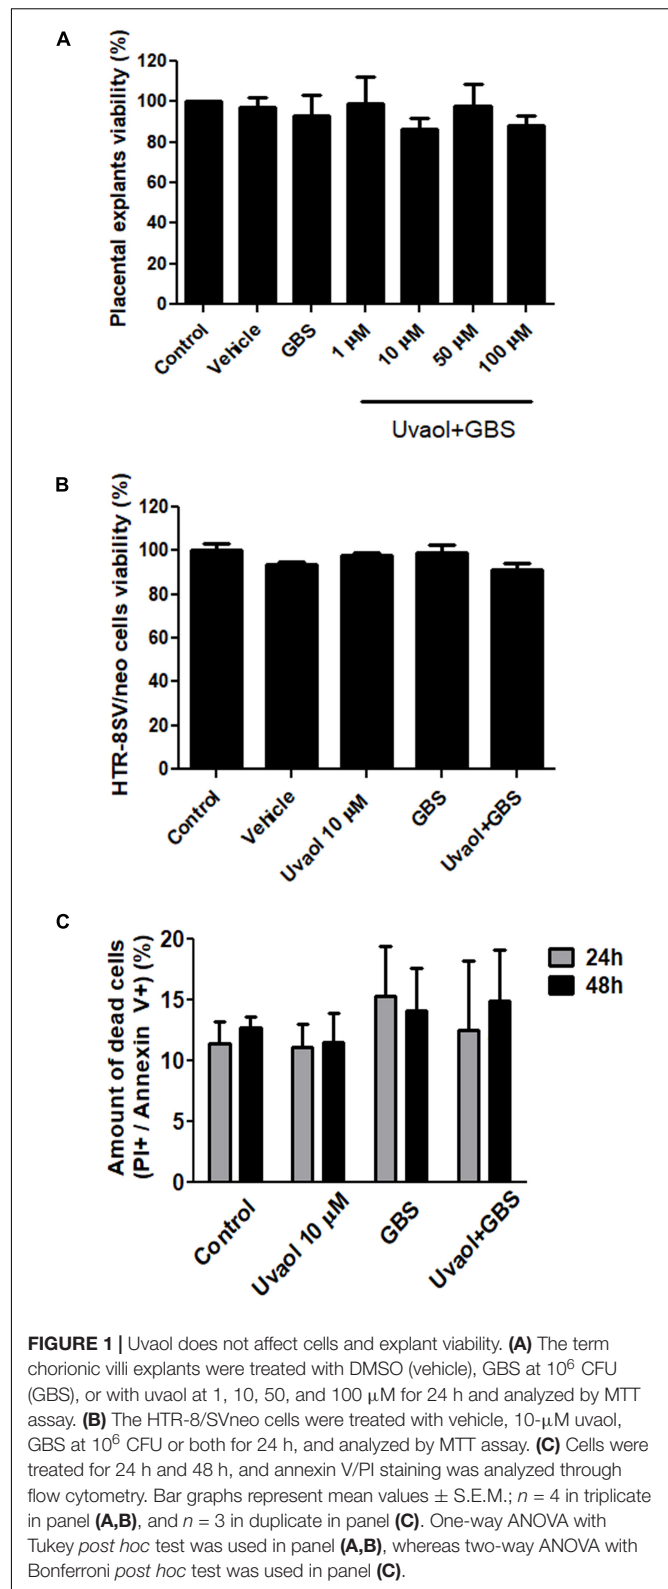 A
Placental explants viability (%)
120
100
80
60
40
20
0
Control
Vehicle
GBS
1 μM
10 μM
50 μM
100 μM
Uvaol+GBS
B
HTR-8SV/neo cells viability (%)
120
100
80
60
40
20
0
Control
Vehicle
Uvaol 10 μM
GBS
Uvaol+GBS
C
Amount of dead cells
(PI+ / Annexin V+) (%)
20
15
10
5
0
24h
48h
Control
Uvaol 10 μM
GBS
Uvaol+GBS
FIGURE 1 | Uvaol does not affect cells and explant viability. (A) The term
chorionic villi explants were treated with DMSO (vehicle), GBS at 10⁶ CFU
(GBS), or with uvaol at 1, 10, 50, and 100 μM for 24 h and analyzed by MTT
assay. (B) The HTR-8/SVneo cells were treated with vehicle, 10-μM uvaol,
GBS at 10⁶ CFU or both for 24 h, and analyzed by MTT assay. (C) Cells were
treated for 24 h and 48 h, and annexin V/PI staining was analyzed through
flow cytometry. Bar graphs represent mean values ± S.E.M.; n = 4 in triplicate
in panel (A,B), and n = 3 in duplicate in panel (C). One-way ANOVA with
Tukey post hoc test was used in panel (A,B), whereas two-way ANOVA with
Bonferroni post hoc test was used in panel (C).